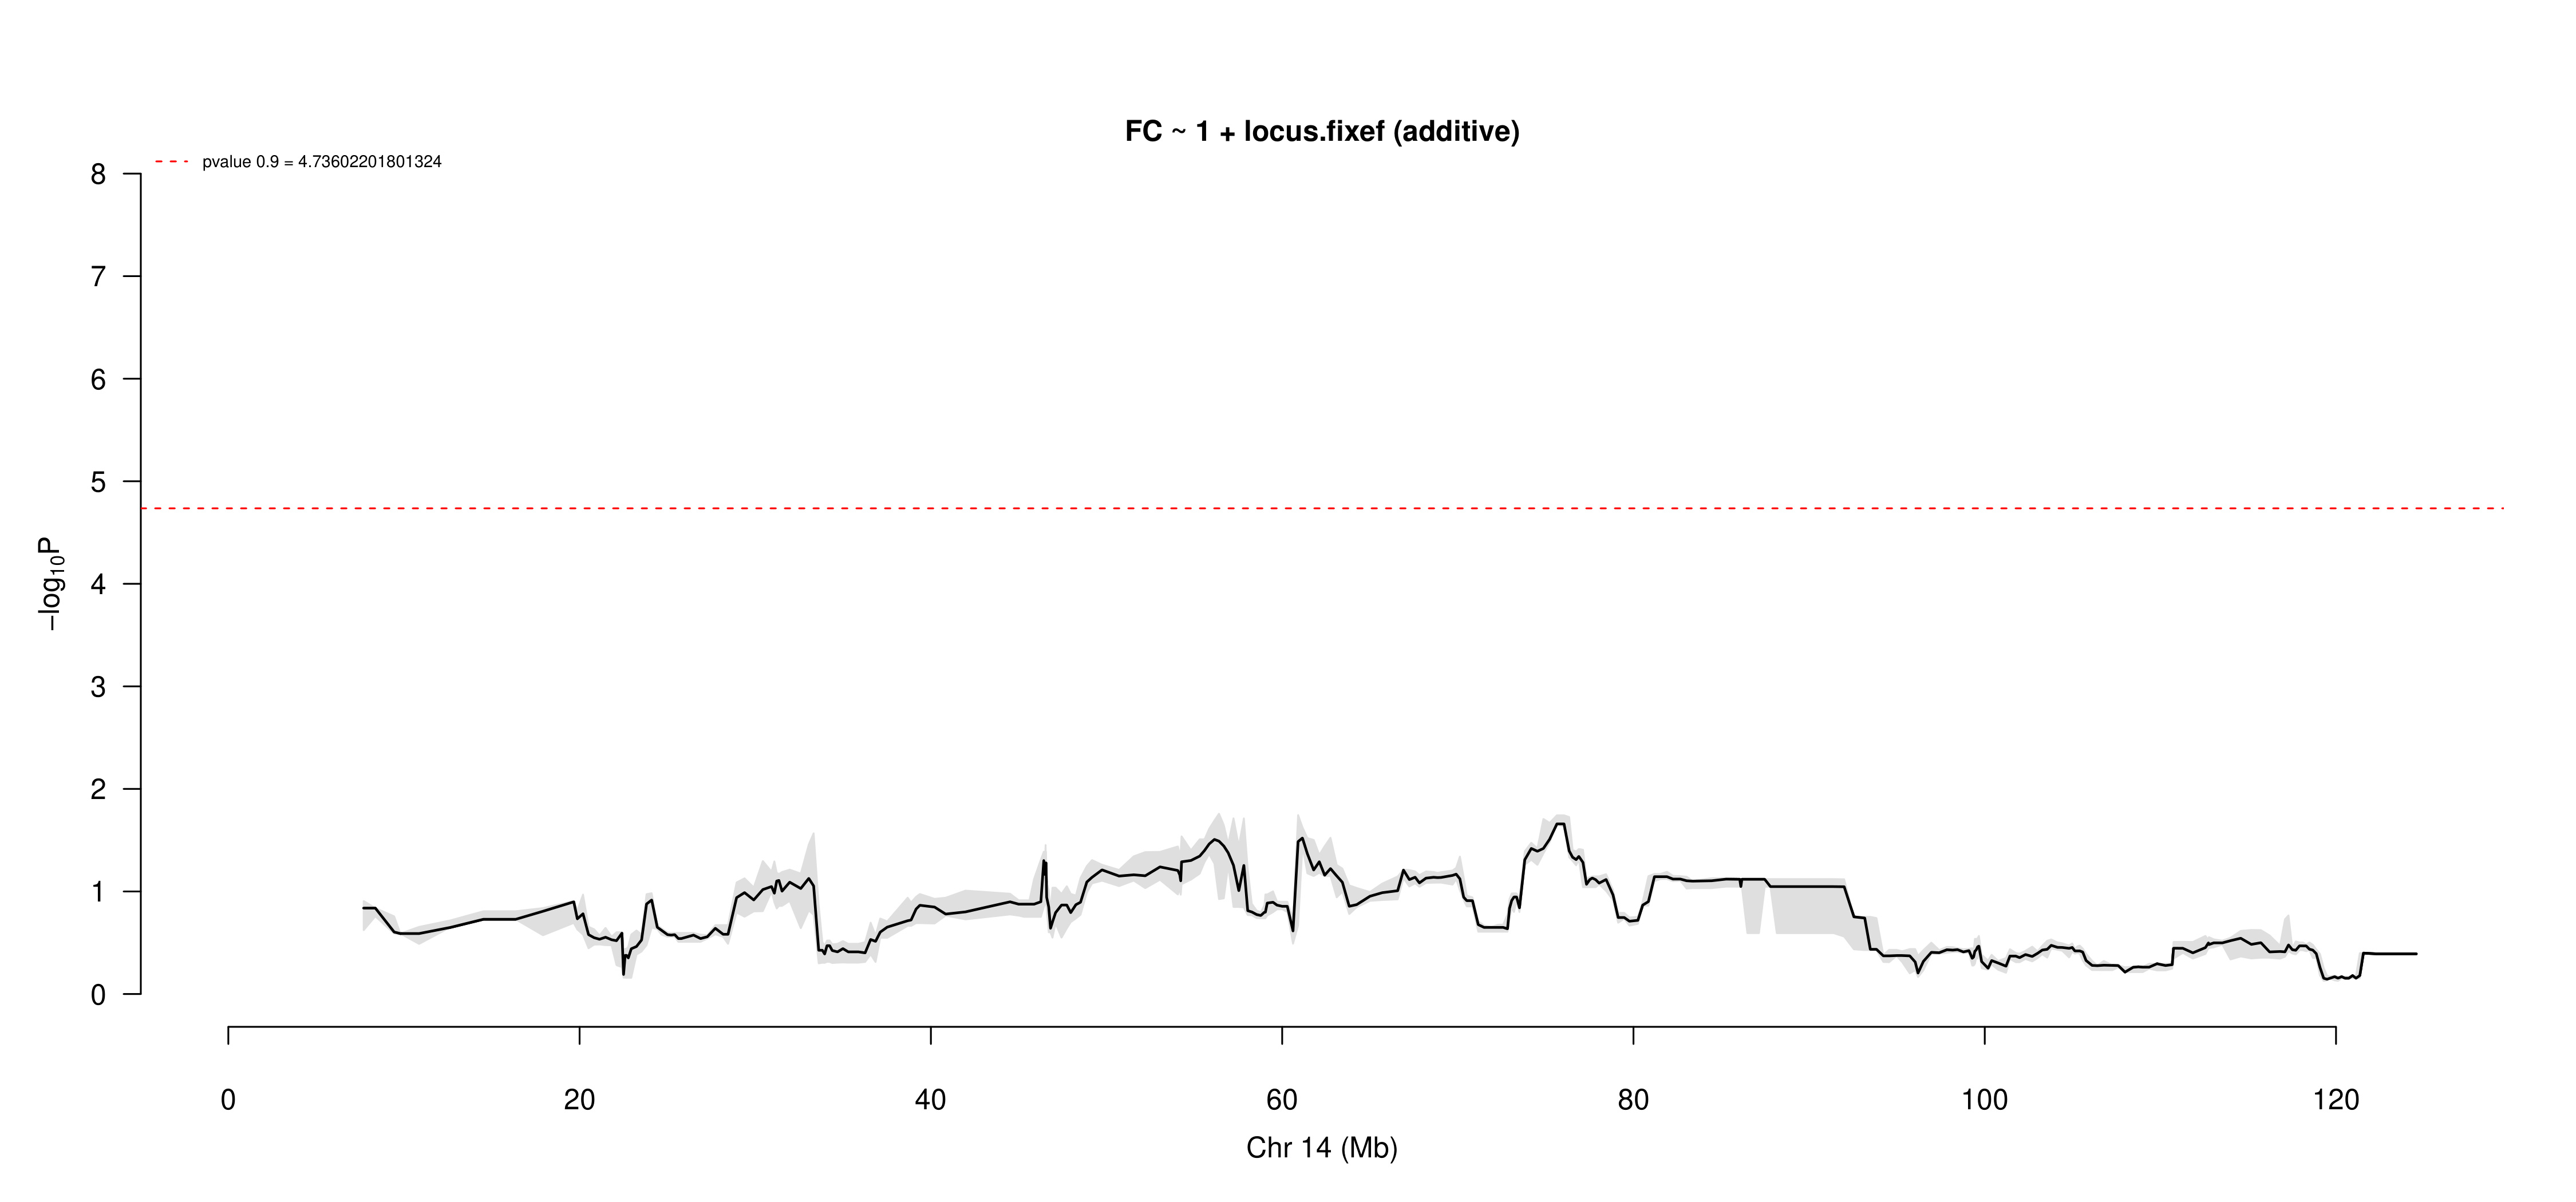 FC ~ 1 + locus.fixef (additive)
pvalue 0.9 = 4.73602201801324
8
7
6
5
4
3
2
1
0
−log10P
0 20 40 60 80 100 120
Chr 14 (Mb)